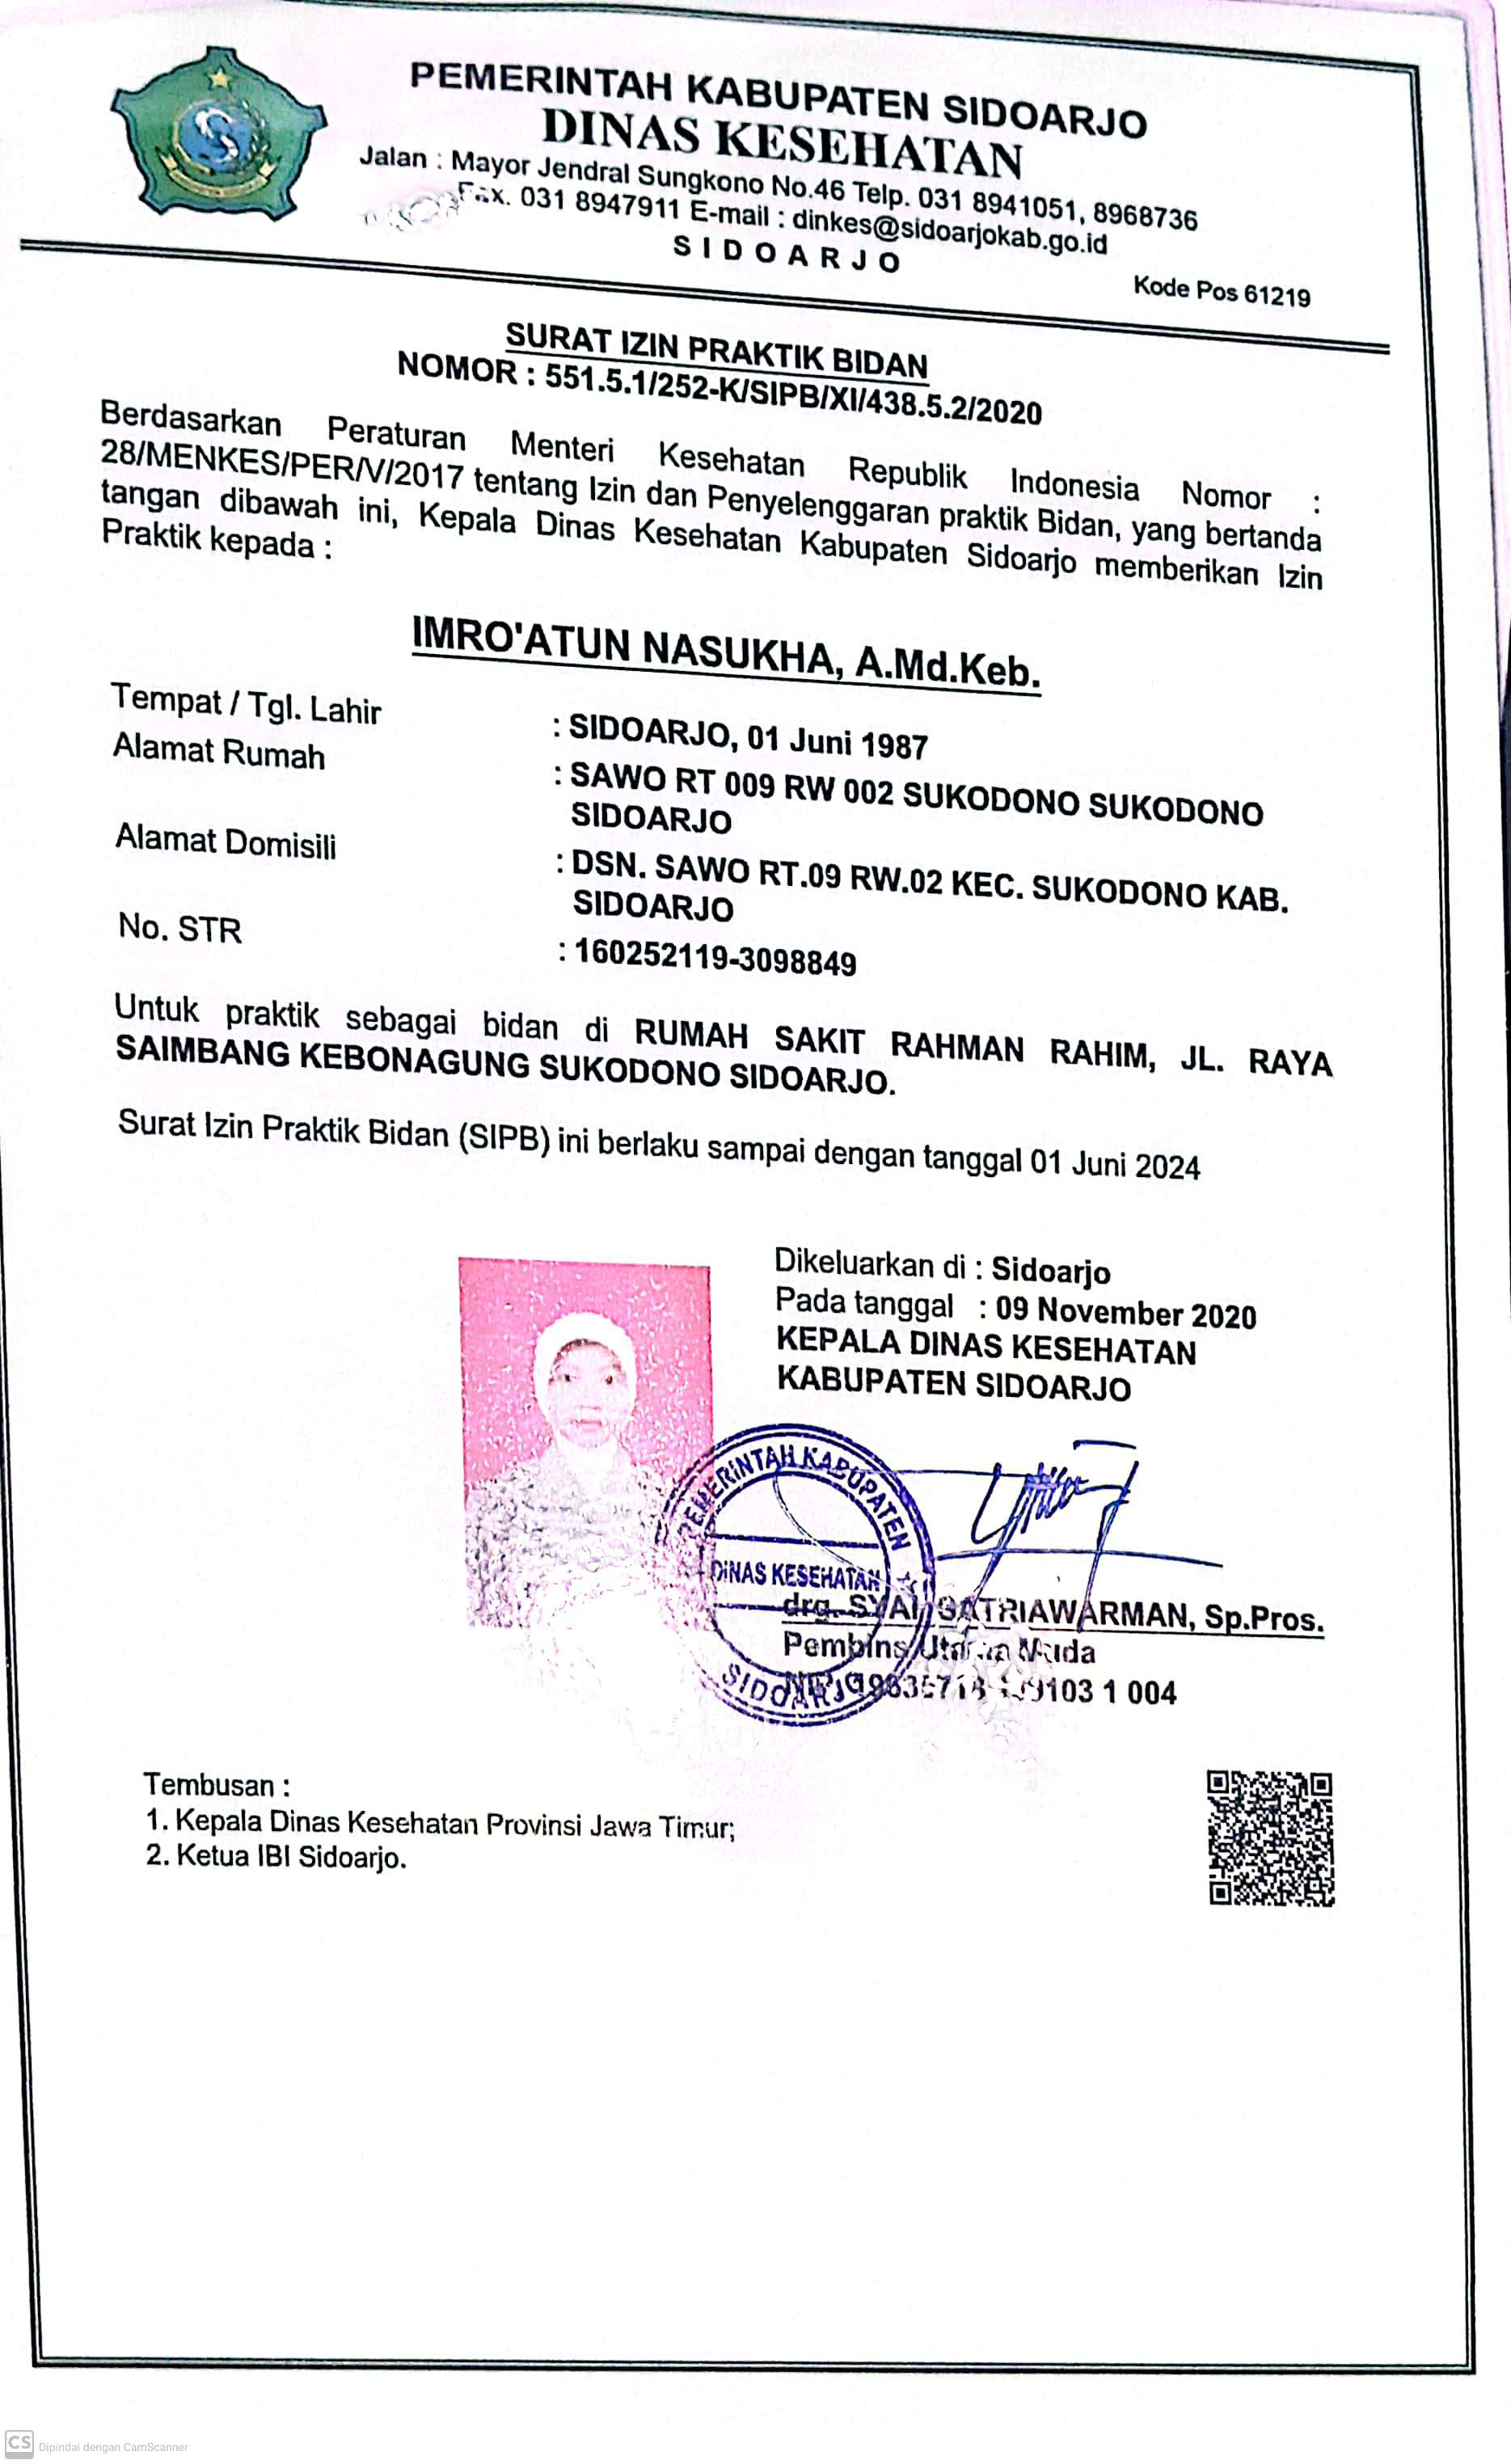 PEMERINTAH KABUPATEN SIDOARJO
DINAS KESEHATAN
Jalan : Mayor Jendral Sungkono No.46 Telp. 031 8941051, 8968736
Fax. 031 8947911 E-mail : dinkes@sidoarjokab.go.id
SIDOARJO
Kode Pos 61219
SURAT IZIN PRAKTIK BIDAN
NOMOR : 551.5.1/252-K/SIPB/XI/438.5.2/2020
Berdasarkan Peraturan Menteri Kesehatan Republik Indonesia Nomor :
28/MENKES/PER/V/2017 tentang Izin dan Penyelenggaran praktik Bidan, yang bertanda
tangan dibawah ini, Kepala Dinas Kesehatan Kabupaten Sidoarjo memberikan Izin
Praktik kepada :
IMRO'ATUN NASUKHA, A.Md.Keb.
Tempat / Tgl. Lahir : SIDOARJO, 01 Juni 1987
Alamat Rumah : SAWO RT 009 RW 002 SUKODONO SUKODONO
SIDOARJO
Alamat Domisili : DSN. SAWO RT.09 RW.02 KEC. SUKODONO KAB.
SIDOARJO
No. STR : 160252119-3098849
Untuk praktik sebagai bidan di RUMAH SAKIT RAHMAN RAHIM, JL. RAYA
SAIMBANG KEBONAGUNG SUKODONO SIDOARJO.
Surat Izin Praktik Bidan (SIPB) ini berlaku sampai dengan tanggal 01 Juni 2024
Dikeluarkan di : Sidoarjo
Pada tanggal : 09 November 2020
KEPALA DINAS KESEHATAN
KABUPATEN SIDOARJO
PEMERINTAH KABUPATEN
DINAS KESEHATAN
SIDOARJO
drg. SATRIAWARMAN, Sp.Pros.
Pembina Utama Muda
1 004
Tembusan :
1. Kepala Dinas Kesehatan Provinsi Jawa Timur;
2. Ketua IBI Sidoarjo.
CS Dipindai dengan CamScanner